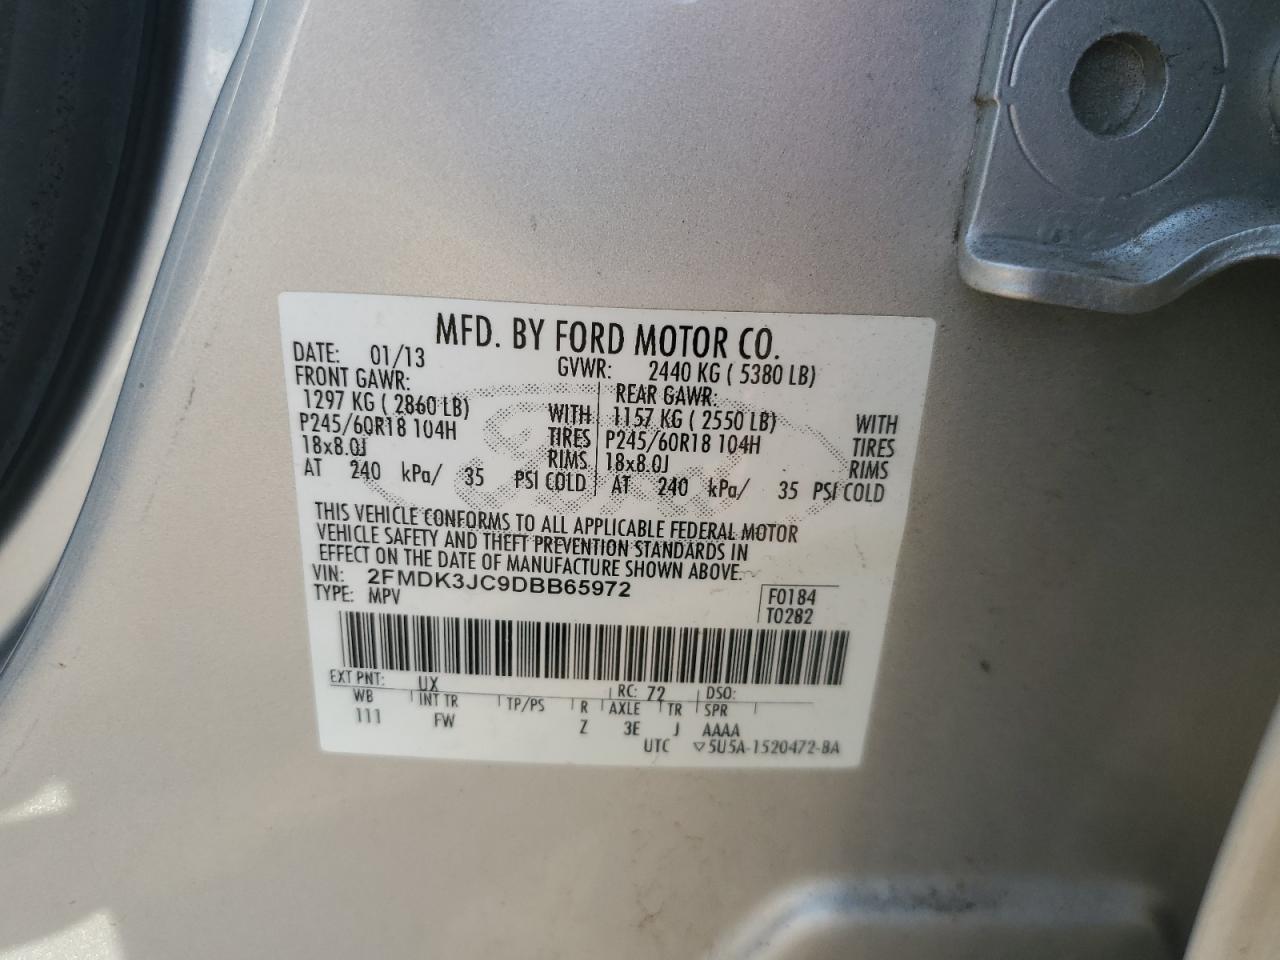 MFD. BY FORD MOTOR CO.
DATE: 01/13 GVWR: 2440 KG ( 5380 LB)
FRONT GAWR: REAR GAWR:
1297 KG ( 2860 LB) WITH 1157 KG ( 2550 LB) WITH
P245/60R18 104H TIRES P245/60R18 104H TIRES
18x8.0J RIMS 18x8.0J RIMS
AT 240 kPa/ 35 PSI COLD AT 240 kPa/ 35 PSI COLD
THIS VEHICLE CONFORMS TO ALL APPLICABLE FEDERAL MOTOR
VEHICLE SAFETY AND THEFT PREVENTION STANDARDS IN
EFFECT ON THE DATE OF MANUFACTURE SHOWN ABOVE.
VIN: 2FMDK3JC9DBB65972
TYPE: MPV
F0184
T0282
EXT PNT: UX RC: 72 DSO:
WB INT TR TP/PS R AXLE TR SPR
111 FW Z 3E J AAAA
UTC ▽5U5A-1520472-BA